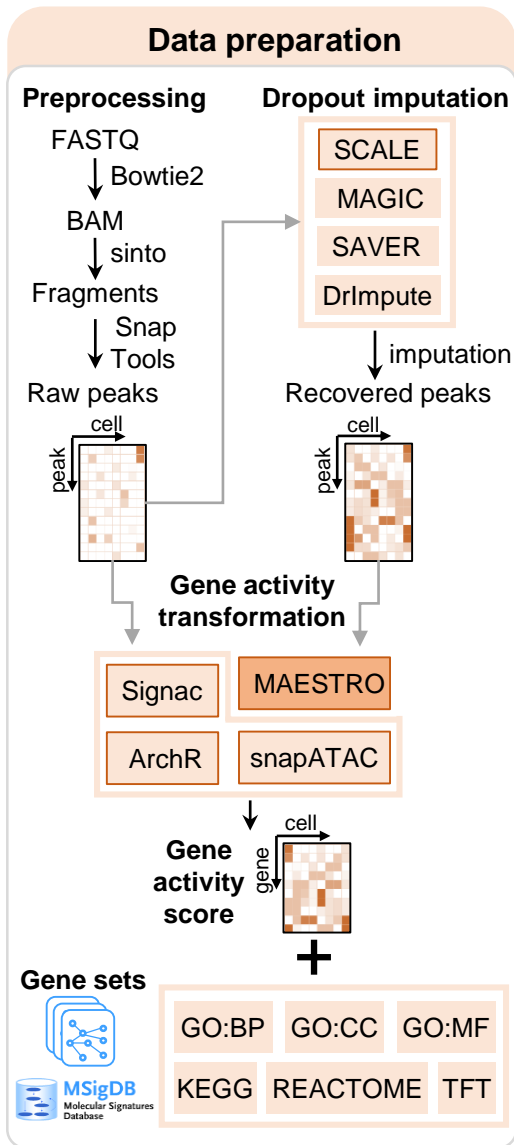 Data preparation
Preprocessing
FASTQ
Bowtie2
BAM
sinto
Fragments
Snap
Tools
Raw peaks
cell
peak
Dropout imputation
SCALE
MAGIC
SAVER
DrImpute
imputation
Recovered peaks
cell
peak
Gene activity
transformation
Signac
MAESTRO
ArchR
snapATAC
Gene
activity
score
cell
gene
+
Gene sets
MSigDB
Molecular Signatures
Database
GO:BP
GO:CC
GO:MF
KEGG
REACTOME
TFT